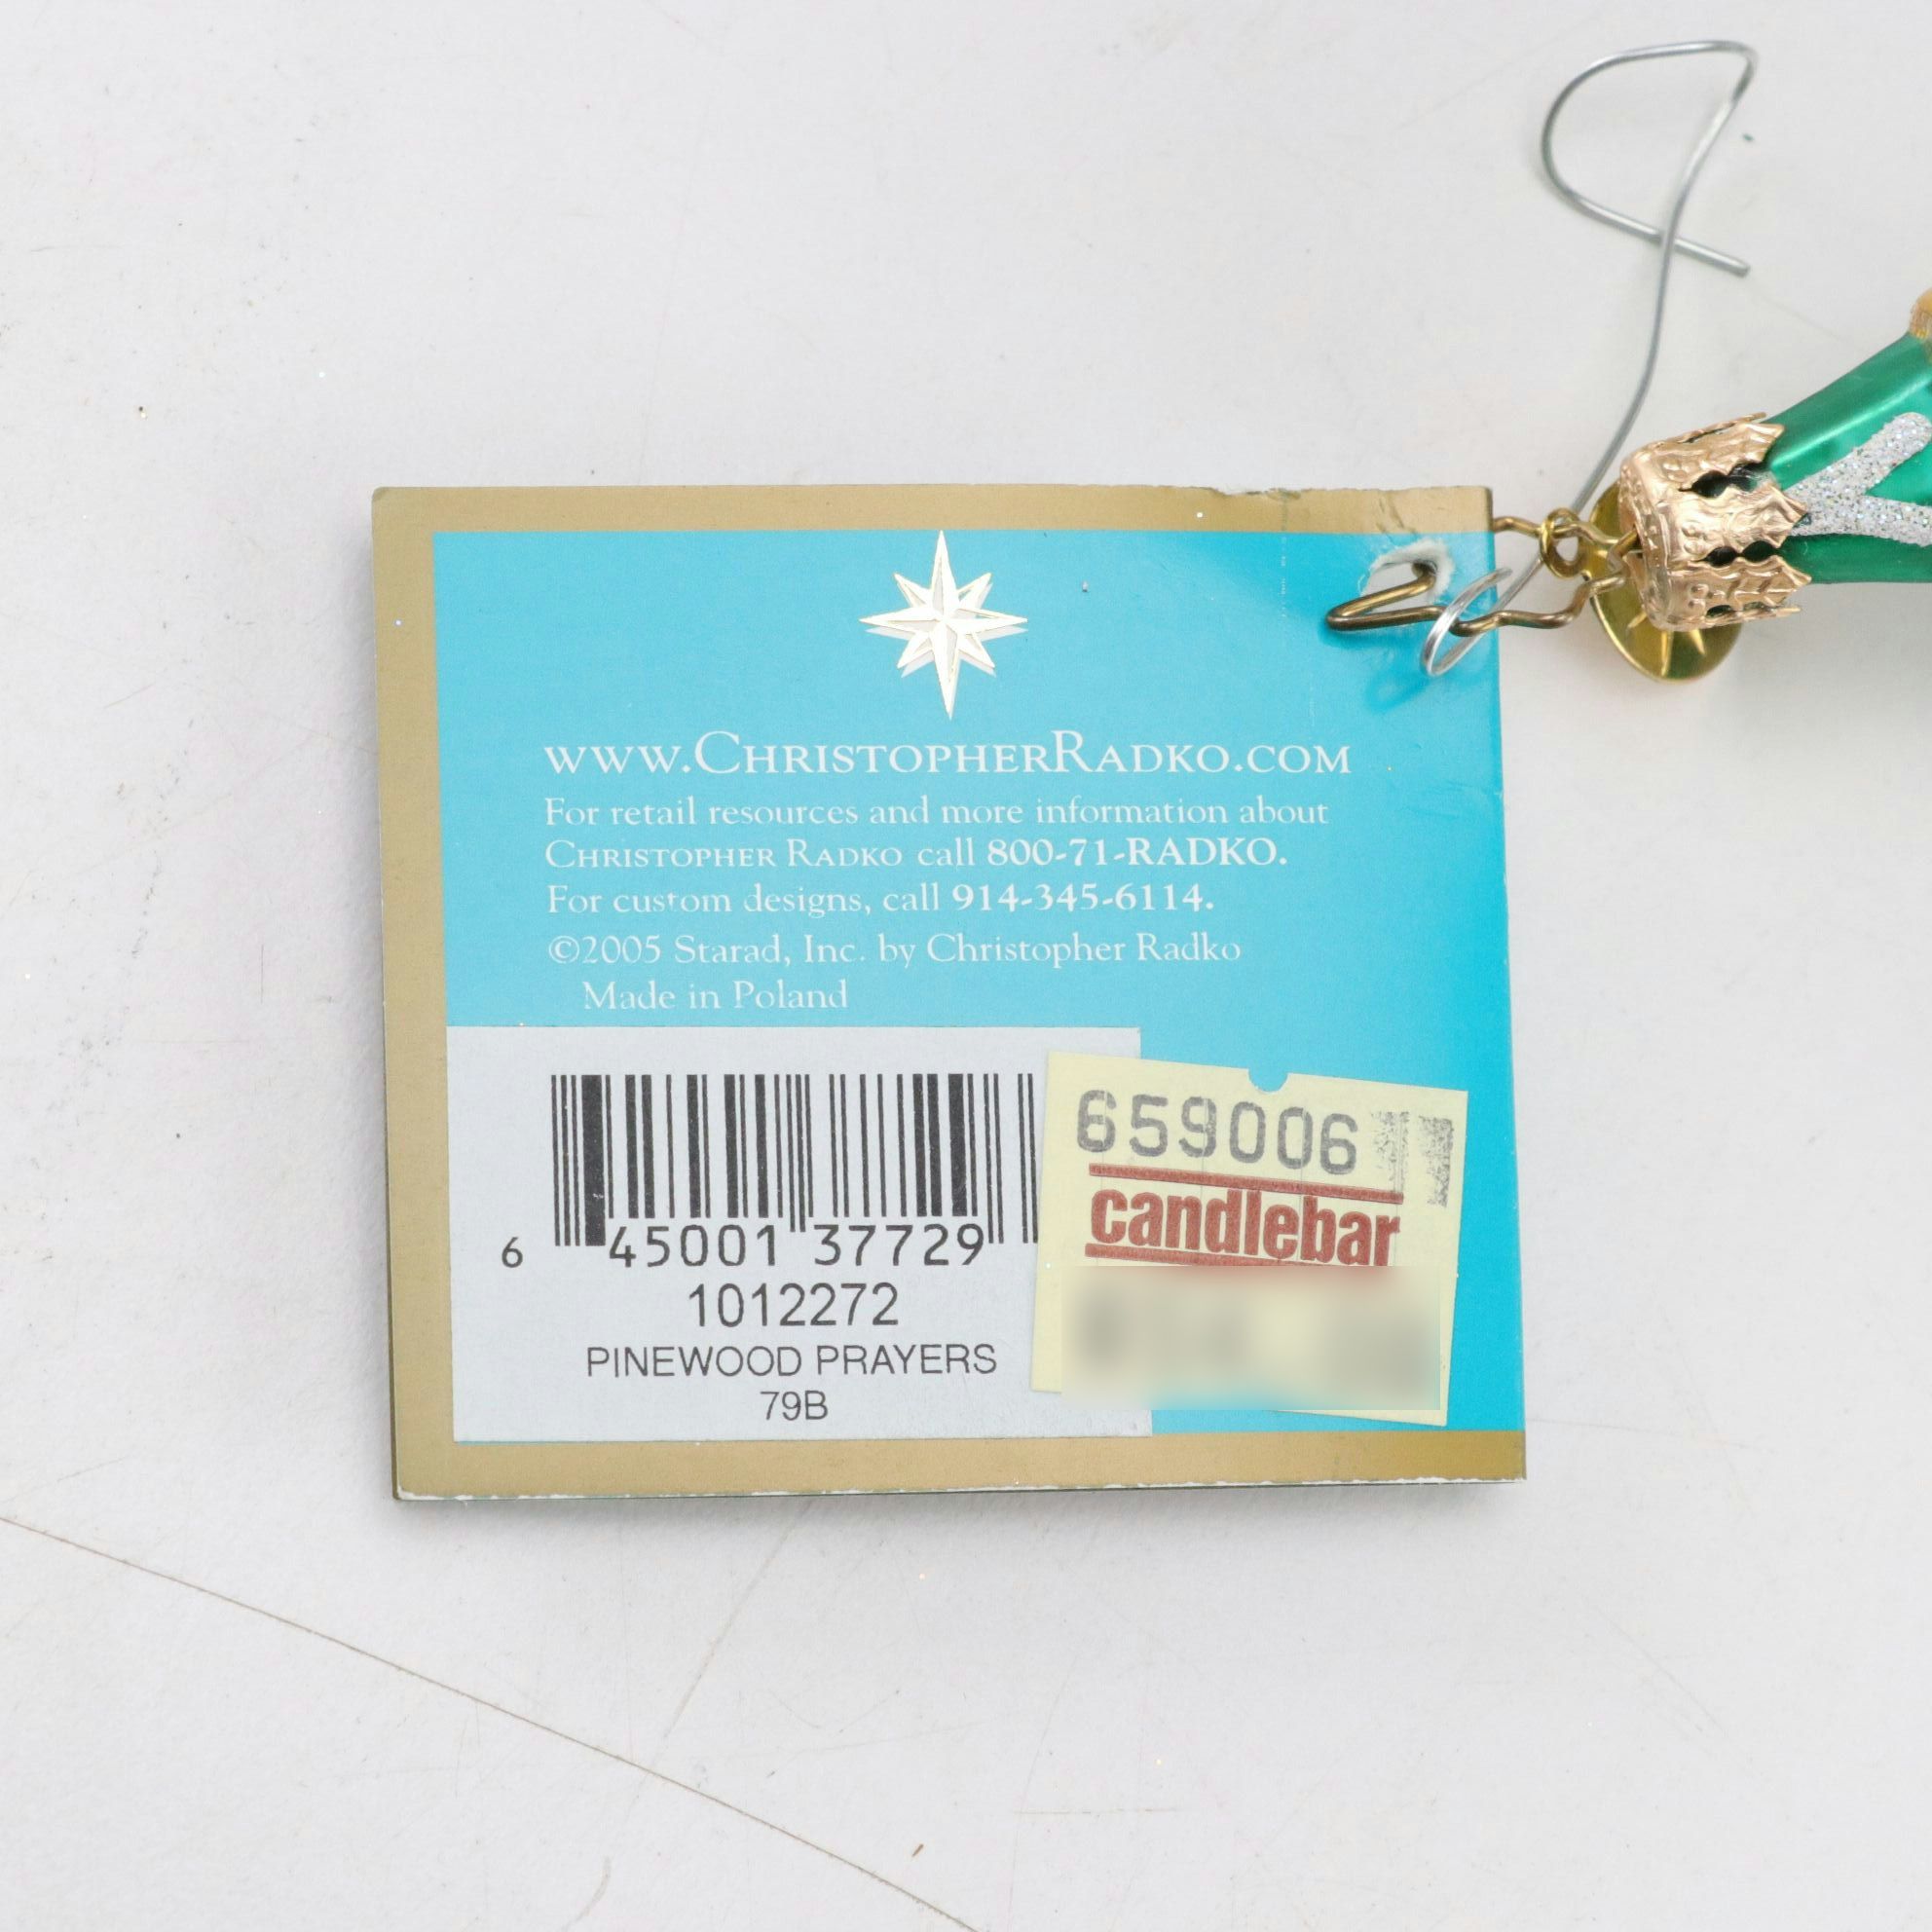 www.ChristopherRadko.com
For retail resources and more information about
Christopher Radko call 800-71-RADKO.
For custom designs, call 914-345-6114.
©2005 Starad, Inc. by Christopher Radko
Made in Poland
6 45001 37729
1012272
PINEWOOD PRAYERS
79B
659006
candlebar